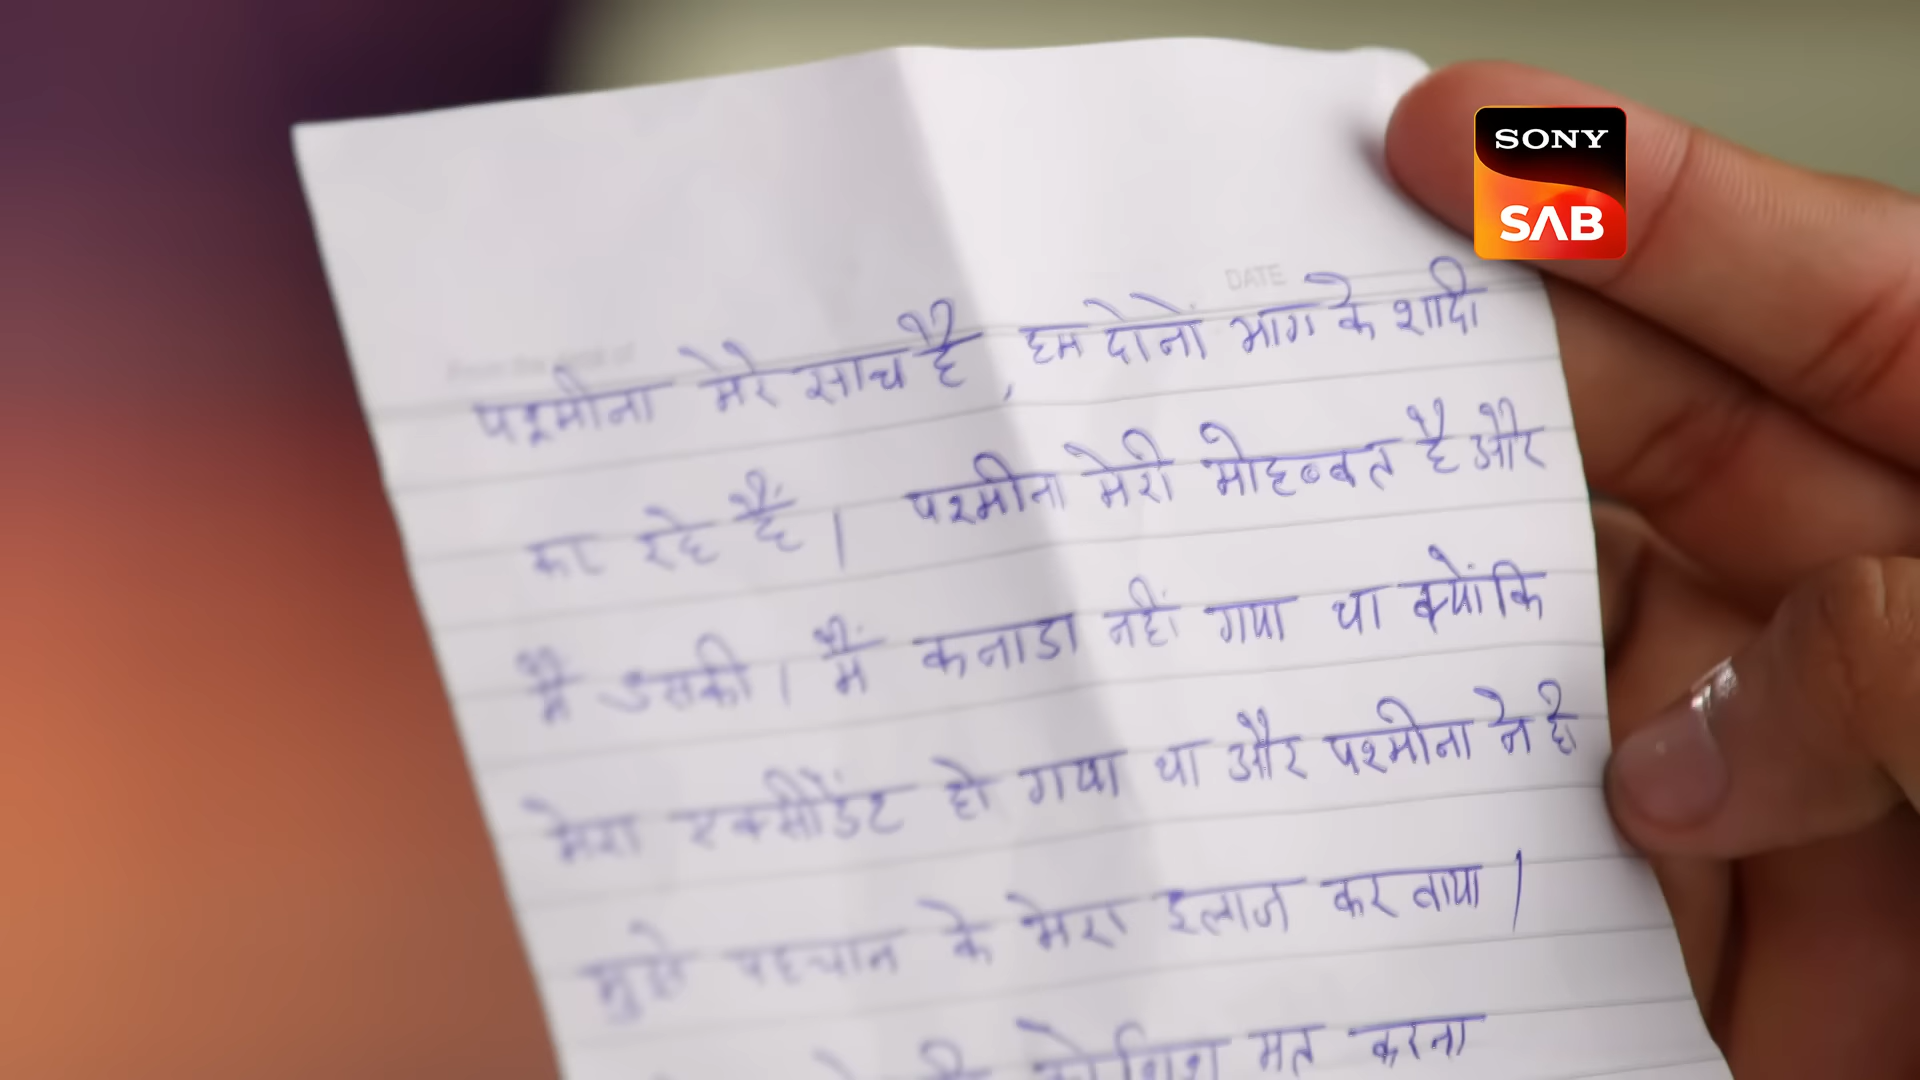 SONY
SAB
DATE
पश्मीना मेरे साथ है, हम दोनों भाग के शादी
कर रहे हैं। पश्मीना मेरी मोहब्बत है और
मैं उसकी। मैं कनाडा नहीं गया था क्योंकि
मेरा एक्सीडेंट हो गया था और पश्मीना ने ही
मुझे पहचान के मेरा इलाज करवाया।
कोशिश मत करना